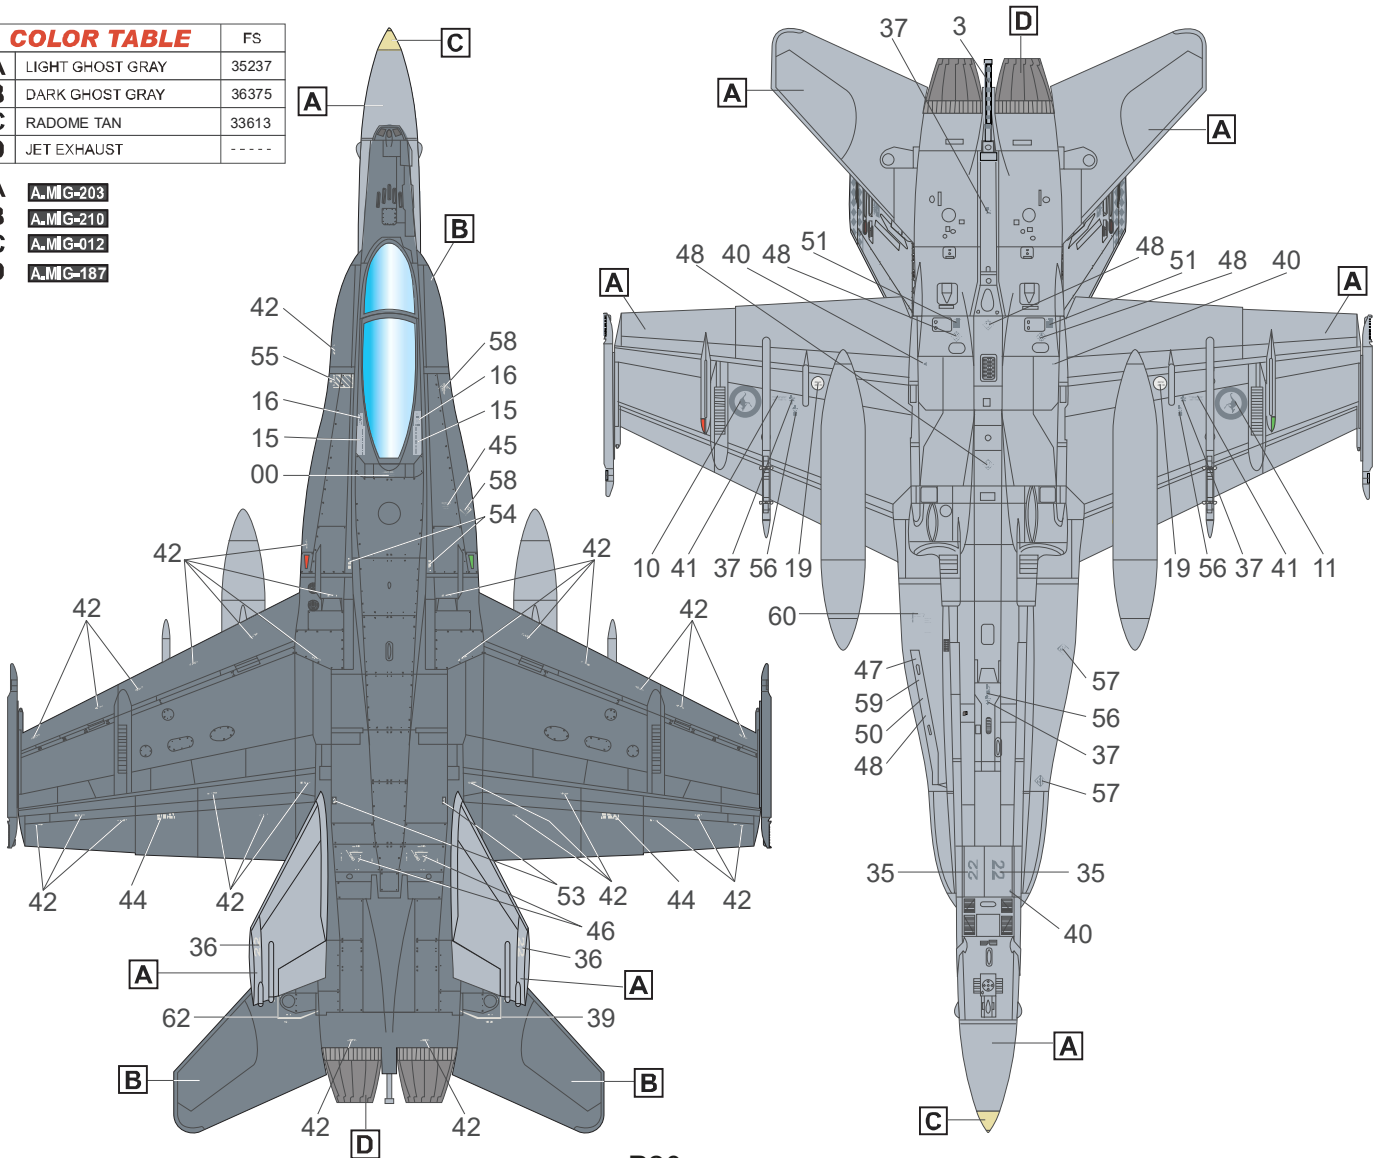 COLOR TABLE FS
A LIGHT GHOST GRAY 35237
B DARK GHOST GRAY 36375
C RADOME TAN 33613
D JET EXHAUST -----
A A.MIG-203
B A.MIG-210
C A.MIG-012
D A.MIG-187
C
A
B
42
55
16
15
00
58
16
15
45
58
54
42
42
42
42
42
44
42
53
42
44
42
46
36
36
A
A
62
39
B
B
42
42
D
37
3
D
A
A
48
40
48
51
48
51
48
40
A
A
10
41
37
56
19
19
56
37
41
11
60
47
59
50
48
57
56
37
57
35
22
22
35
40
A
C